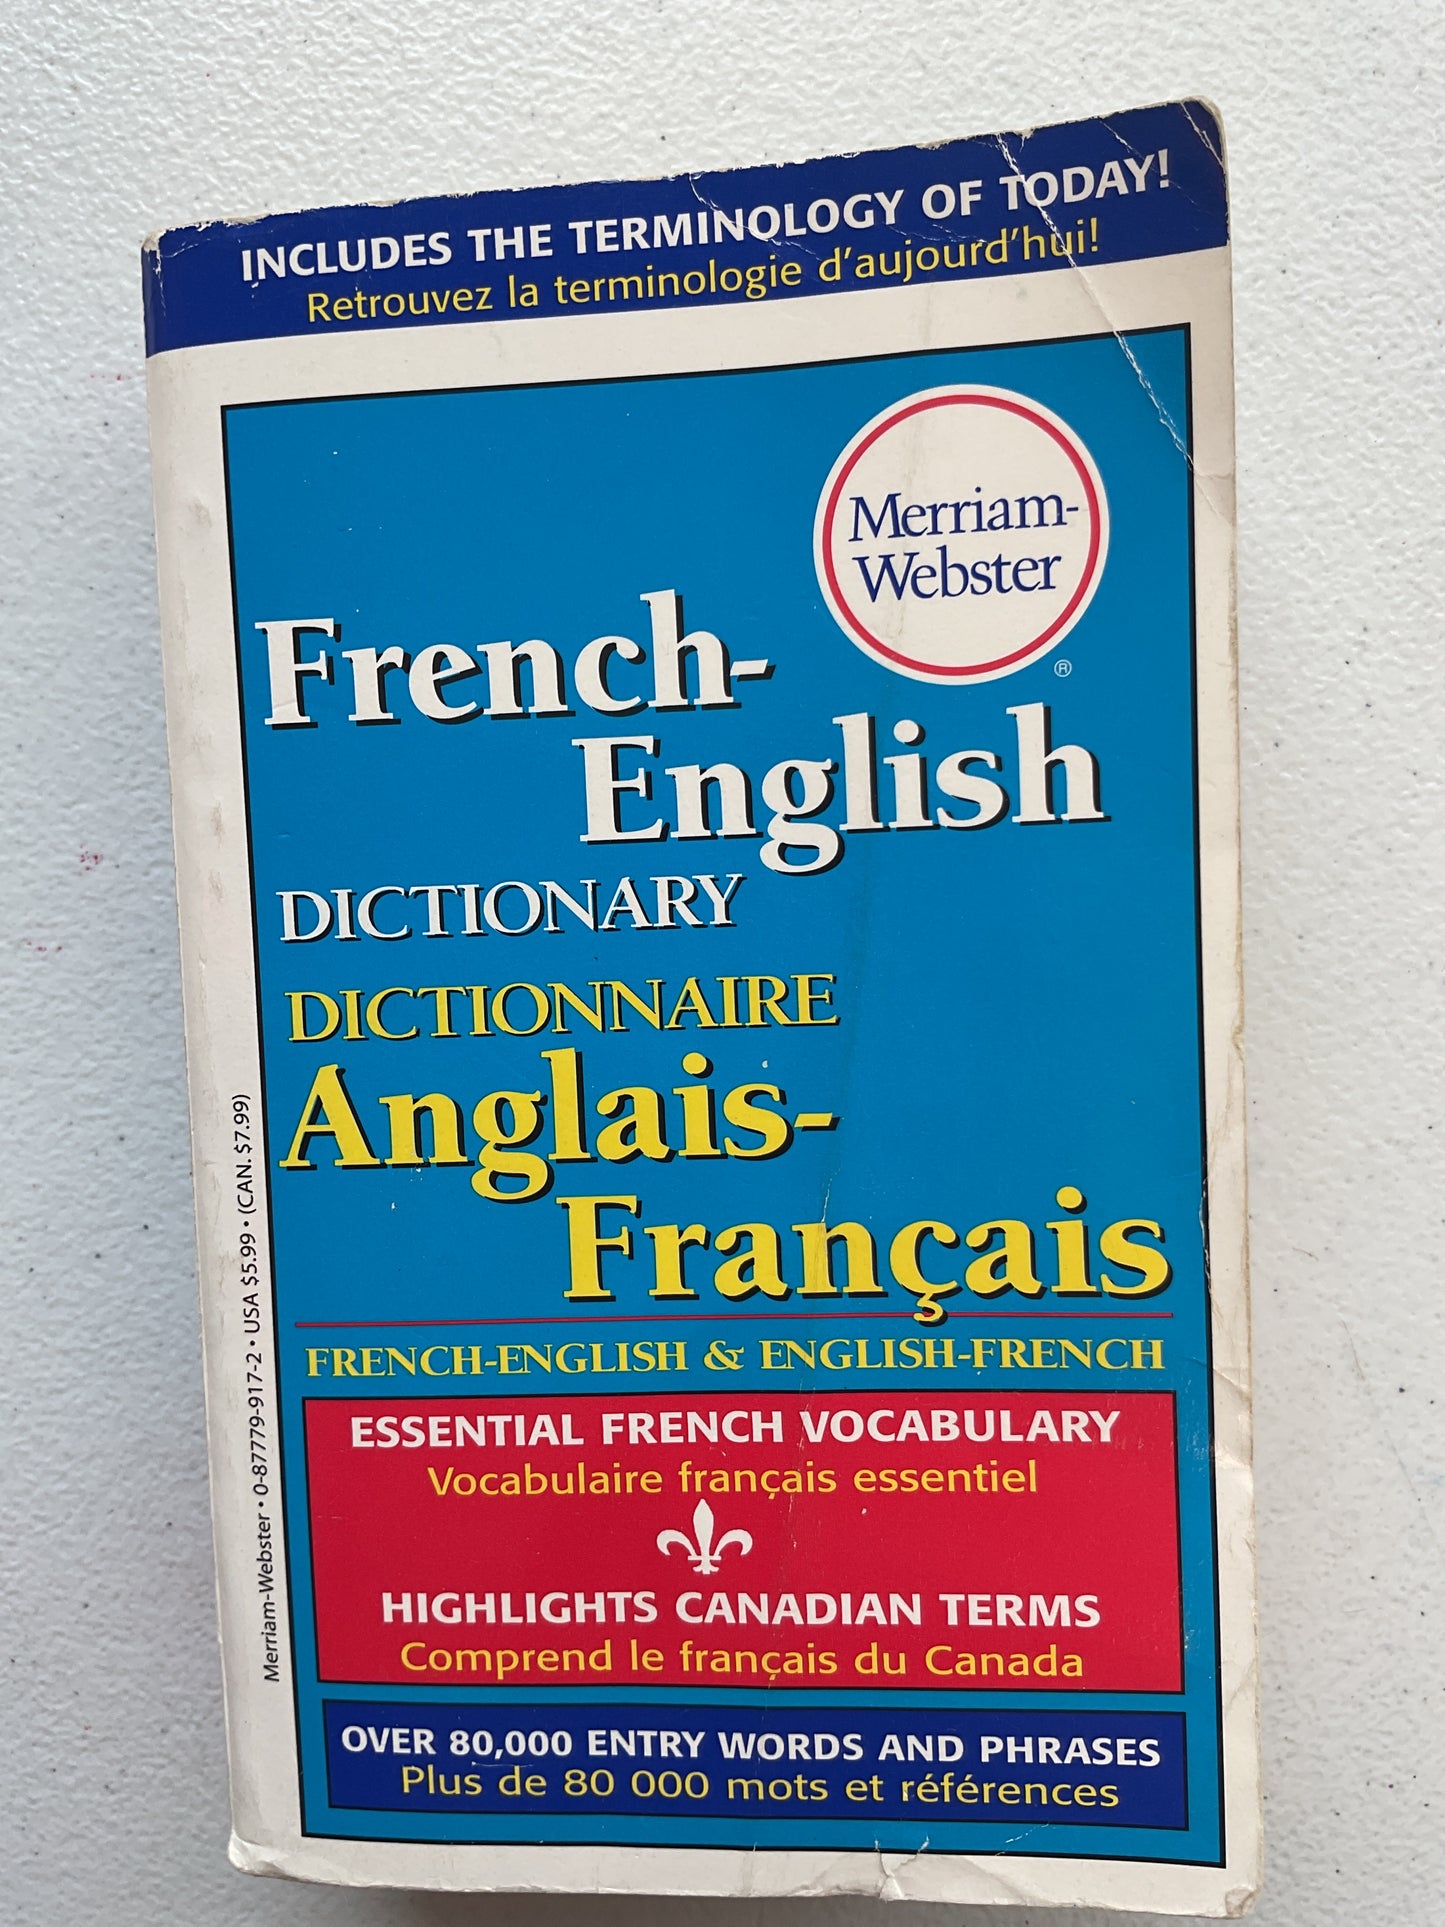 INCLUDES THE TERMINOLOGY OF TODAY!
Retrouvez la terminologie d'aujourd'hui!
Merriam-
Webster
®
French-
English
DICTIONARY
DICTIONNAIRE
Anglais-
Français
FRENCH-ENGLISH & ENGLISH-FRENCH
ESSENTIAL FRENCH VOCABULARY
Vocabulaire français essentiel
HIGHLIGHTS CANADIAN TERMS
Comprend le français du Canada
OVER 80,000 ENTRY WORDS AND PHRASES
Plus de 80 000 mots et références
Merriam-Webster • 0-87779-917-2 • USA $5.99 • (CAN. $7.99)